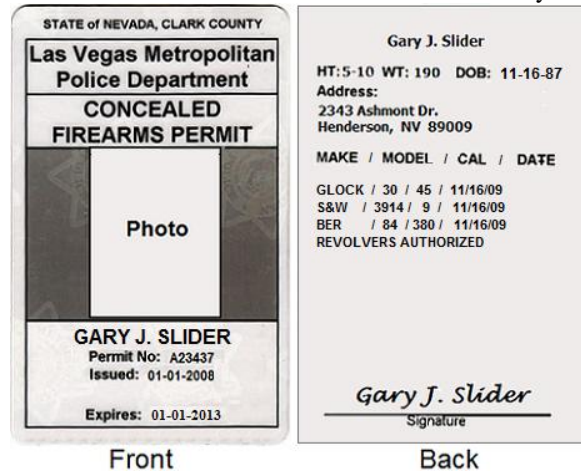 STATE of NEVADA, CLARK COUNTY
Las Vegas Metropolitan
Police Department
CONCEALED
FIREARMS PERMIT
Photo
GARY J. SLIDER
Permit No: A23437
Issued: 01-01-2008
Expires: 01-01-2013
Front
Gary J. Slider
HT:5-10 WT: 190 DOB: 11-16-87
Address:
2343 Ashmont Dr.
Henderson, NV 89009
MAKE / MODEL / CAL / DATE
GLOCK / 30 / 45 / 11/16/09
S&W / 3914 / 9 / 11/16/09
BER / 84 / 380 / 11/16/09
REVOLVERS AUTHORIZED
Gary J. Slider
Signature
Back